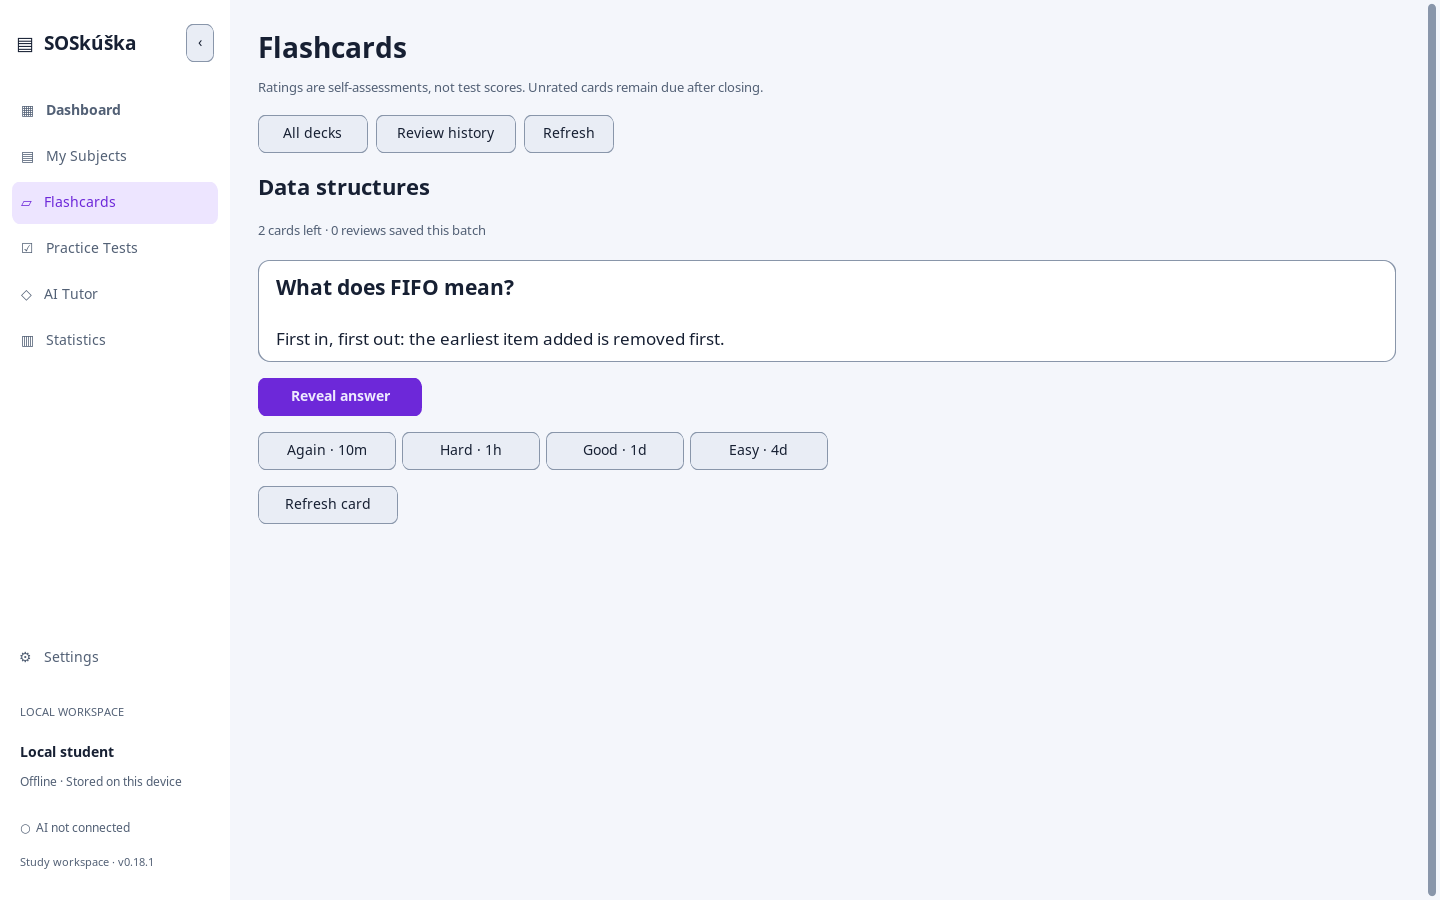 SOSkúška
‹
Dashboard
My Subjects
Flashcards
Practice Tests
AI Tutor
Statistics
Settings
LOCAL WORKSPACE
Local student
Offline · Stored on this device
AI not connected
Study workspace · v0.18.1
Flashcards
Ratings are self-assessments, not test scores. Unrated cards remain due after closing.
All decks
Review history
Refresh
Data structures
2 cards left · 0 reviews saved this batch
What does FIFO mean?
First in, first out: the earliest item added is removed first.
Reveal answer
Again · 10m
Hard · 1h
Good · 1d
Easy · 4d
Refresh card